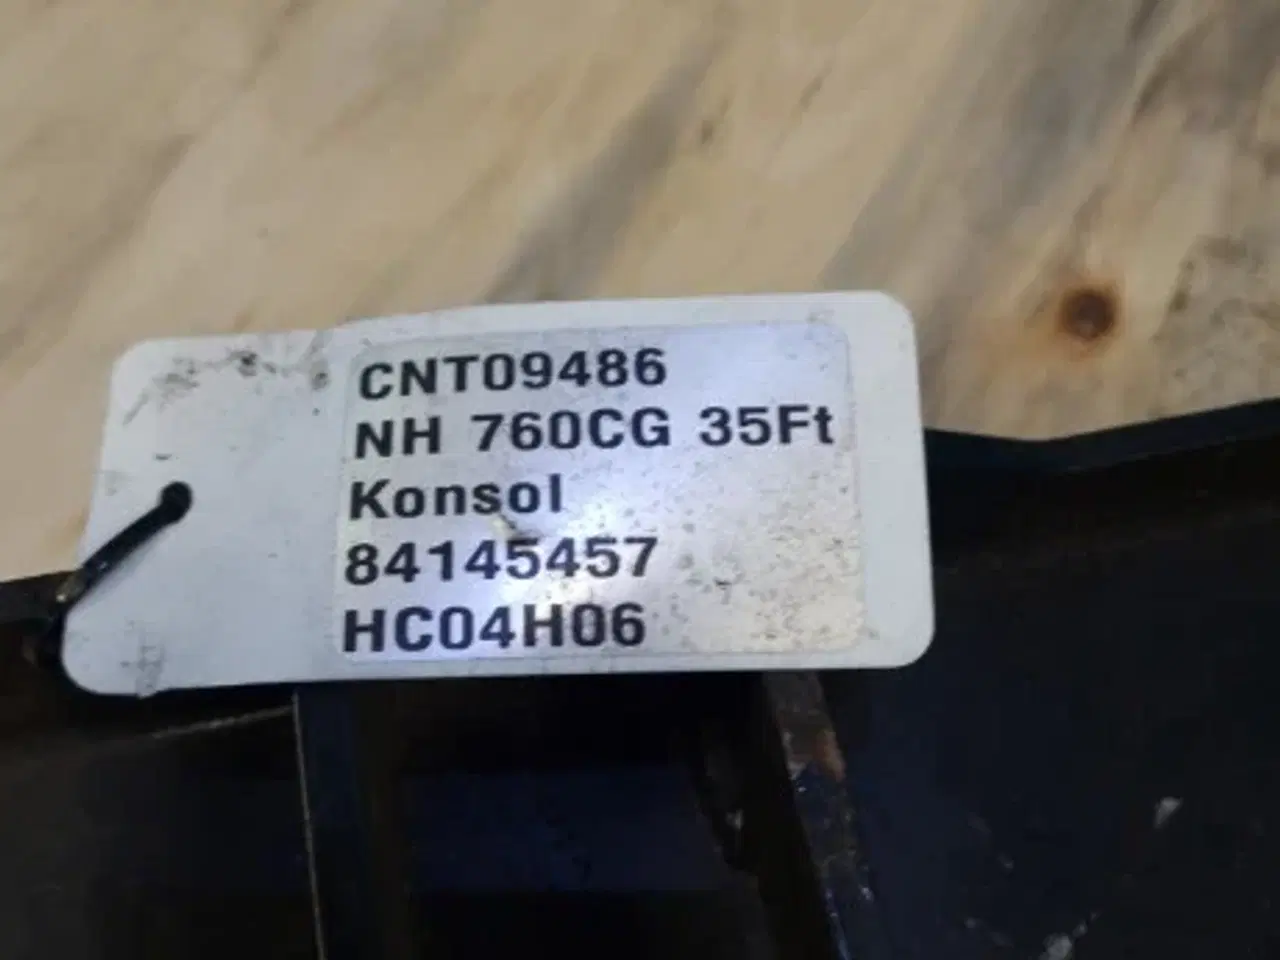 CNT09486
NH 760CG 35Ft
Konsol
84145457
HC04H06